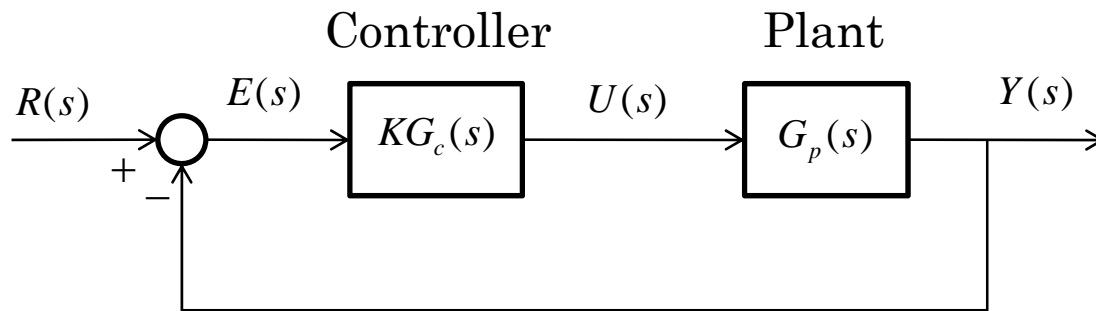 Controller Plant
R(s) E(s) U(s) Y(s)
KG_c(s) G_p(s)
+
−